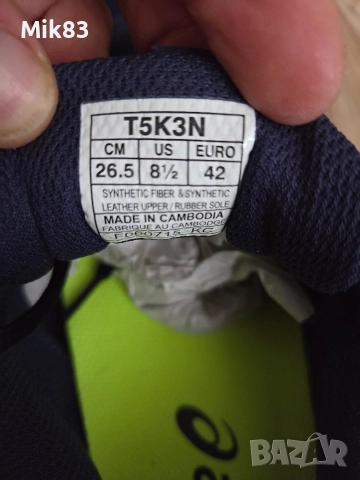 Mik83
T5K3N
CM US EURO
26.5 8½ 42
SYNTHETIC FIBER & SYNTHETIC
LEATHER UPPER / RUBBER SOLE
MADE IN CAMBODIA
FABRIQUE AU CAMBODGE
BAZAR
bg